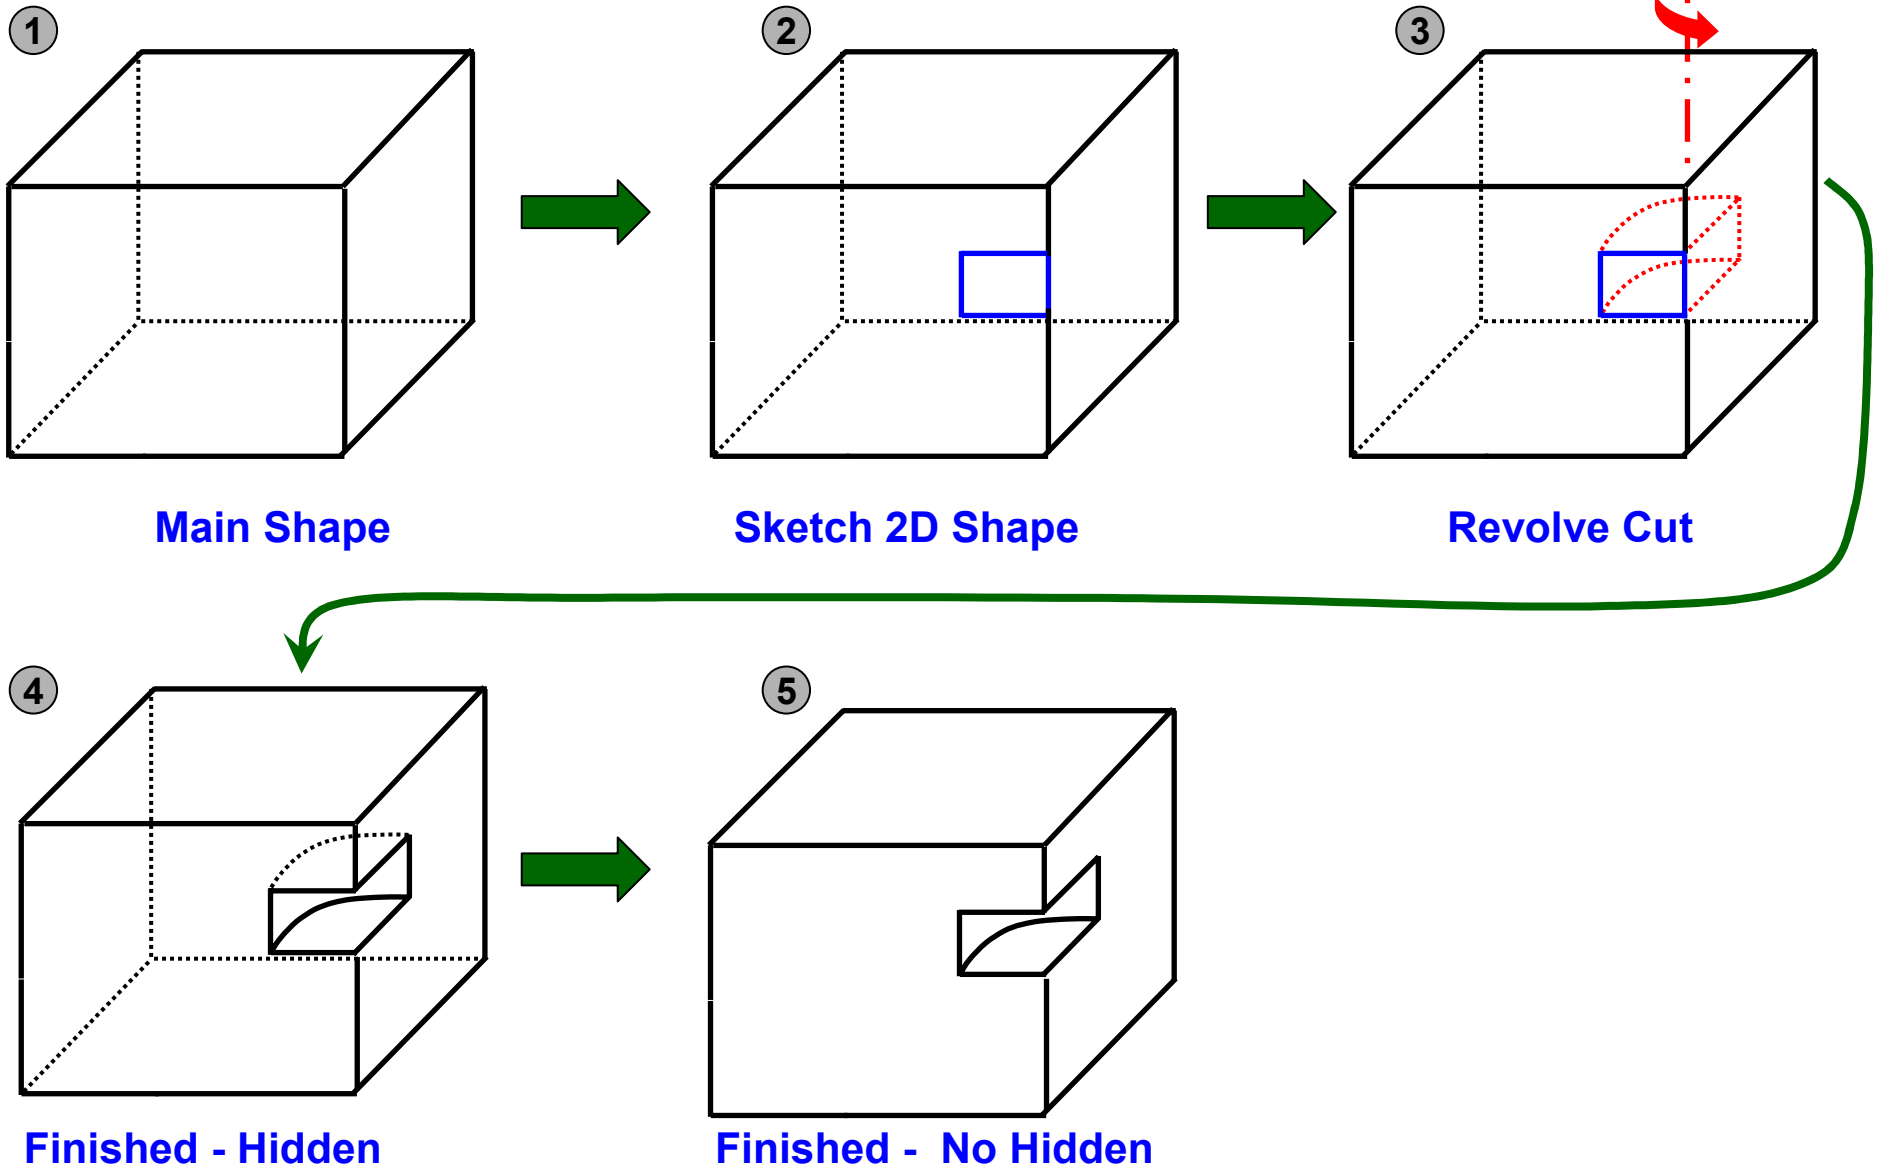 1
2
3
Main Shape
Sketch 2D Shape
Revolve Cut
4
5
Finished - Hidden
Finished - No Hidden